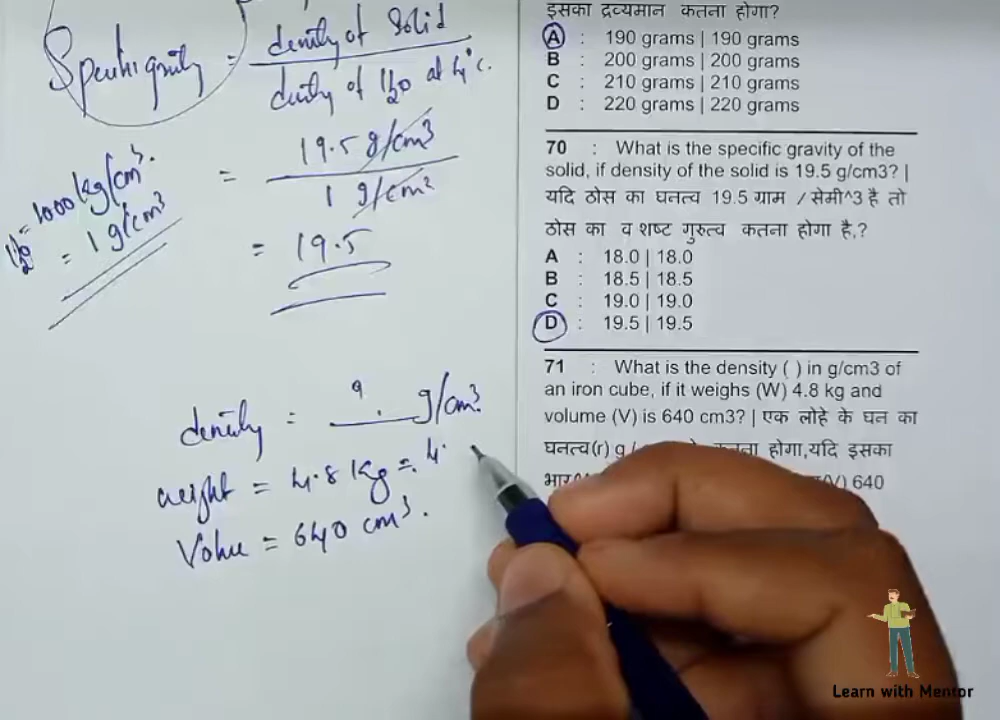 Specific gravity = density of Solid
density of H2O at 4°C.
= 19.5 g/cm3
1 g/cm3
= 19.5
H2O = 1000 kg/cm3.
= 1 g/cm3
density = ? g/cm3
weight = 4.8 Kg = 4.
Volume = 640 cm3.
इसका द्रव्यमान कतना होगा?
A : 190 grams | 190 grams
B : 200 grams | 200 grams
C : 210 grams | 210 grams
D : 220 grams | 220 grams
70 : What is the specific gravity of the
solid, if density of the solid is 19.5 g/cm3? |
यदि ठोस का घनत्व 19.5 ग्राम / सेमी^3 है तो
ठोस का व शष्ट गुरुत्व कतना होगा है,?
A : 18.0 | 18.0
B : 18.5 | 18.5
C : 19.0 | 19.0
D : 19.5 | 19.5
71 : What is the density ( ) in g/cm3 of
an iron cube, if it weighs (W) 4.8 kg and
volume (V) is 640 cm3? | एक लोहे के घन का
घनत्व(r) g / होगा,यदि इसका
640
Learn with Mentor